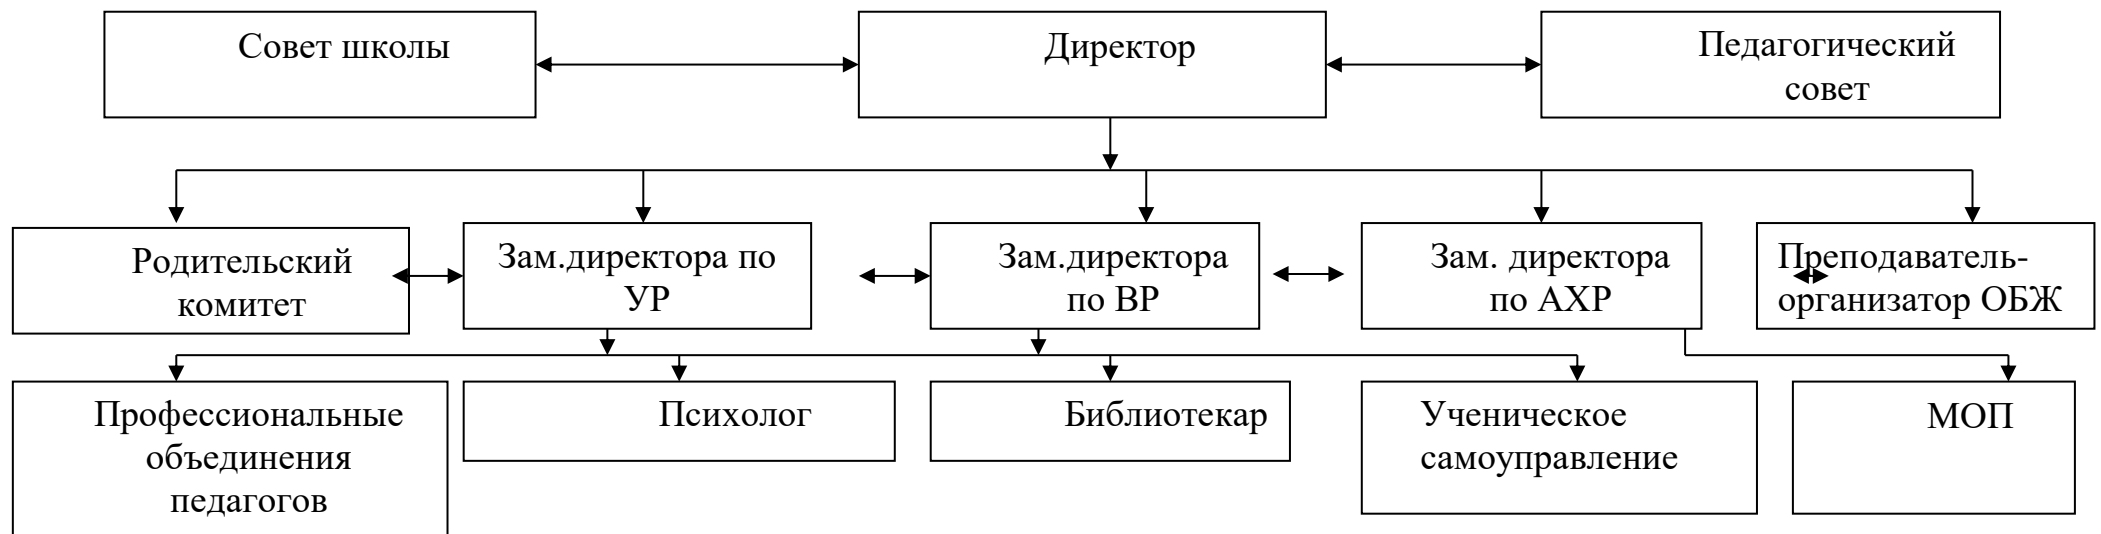 Совет школы
Директор
Педагогический
совет
Родительский
комитет
Зам.директора по
УР
Зам.директора
по ВР
Зам. директора
по АХР
Преподаватель-
организатор ОБЖ
Профессиональные
объединения
педагогов
Психолог
Библиотекар
Ученическое
самоуправление
МОП